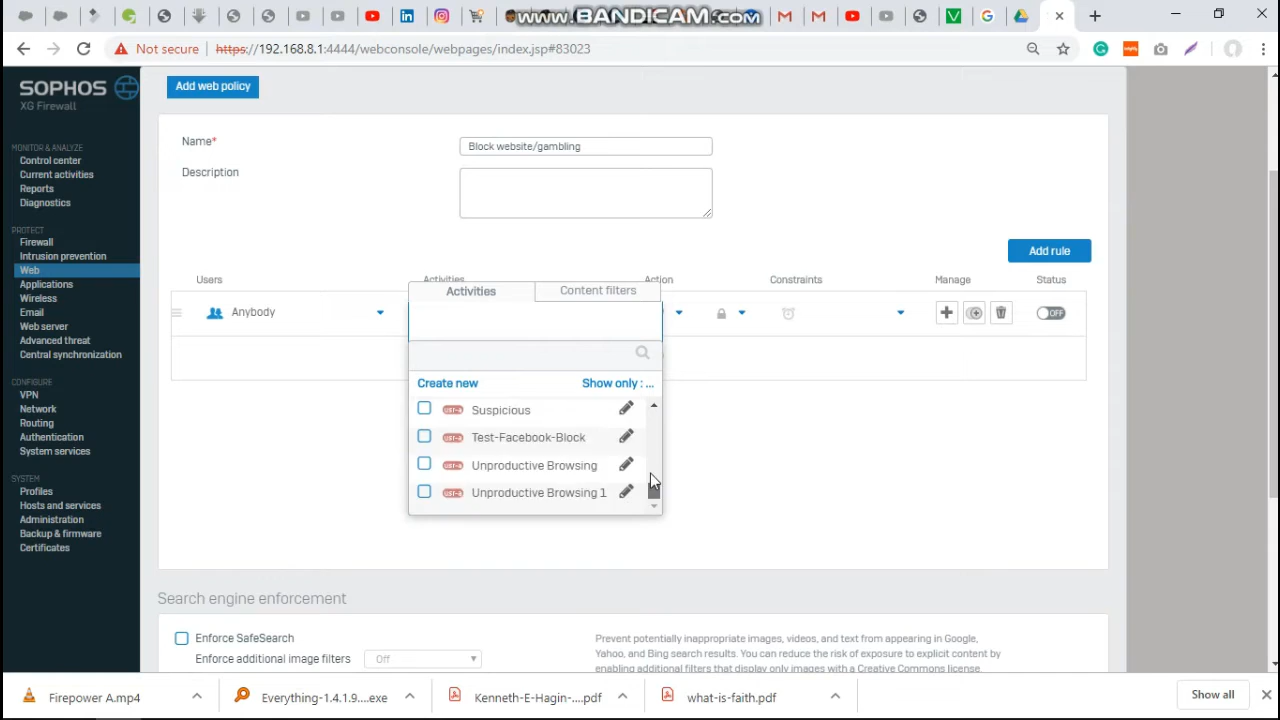 www.BANDICAM.com
Not secure
https://192.168.8.1:4444/webconsole/webpages/index.jsp#83023
SOPHOS
XG Firewall
MONITOR & ANALYZE
Control center
Current activities
Reports
Diagnostics
PROTECT
Firewall
Intrusion prevention
Web
Applications
Wireless
Email
Web server
Advanced threat
Central synchronization
CONFIGURE
VPN
Network
Routing
Authentication
System services
SYSTEM
Profiles
Hosts and services
Administration
Backup & firmware
Certificates
Add web policy
Name*
Block website/gambling
Description
Add rule
Users
Activities
Action
Constraints
Manage
Status
Anybody
OFF
Activities
Content filters
Create new
Show only : ...
Suspicious
Test-Facebook-Block
Unproductive Browsing
Unproductive Browsing 1
Search engine enforcement
Enforce SafeSearch
Enforce additional image filters
Off
Prevent potentially inappropriate images, videos, and text from appearing in Google,
Yahoo, and Bing search results. You can reduce the risk of exposure to explicit content by
enabling additional filters that display only images with a Creative Commons license.
Firepower A.mp4
Everything-1.4.1.9....exe
Kenneth-E-Hagin-....pdf
what-is-faith.pdf
Show all